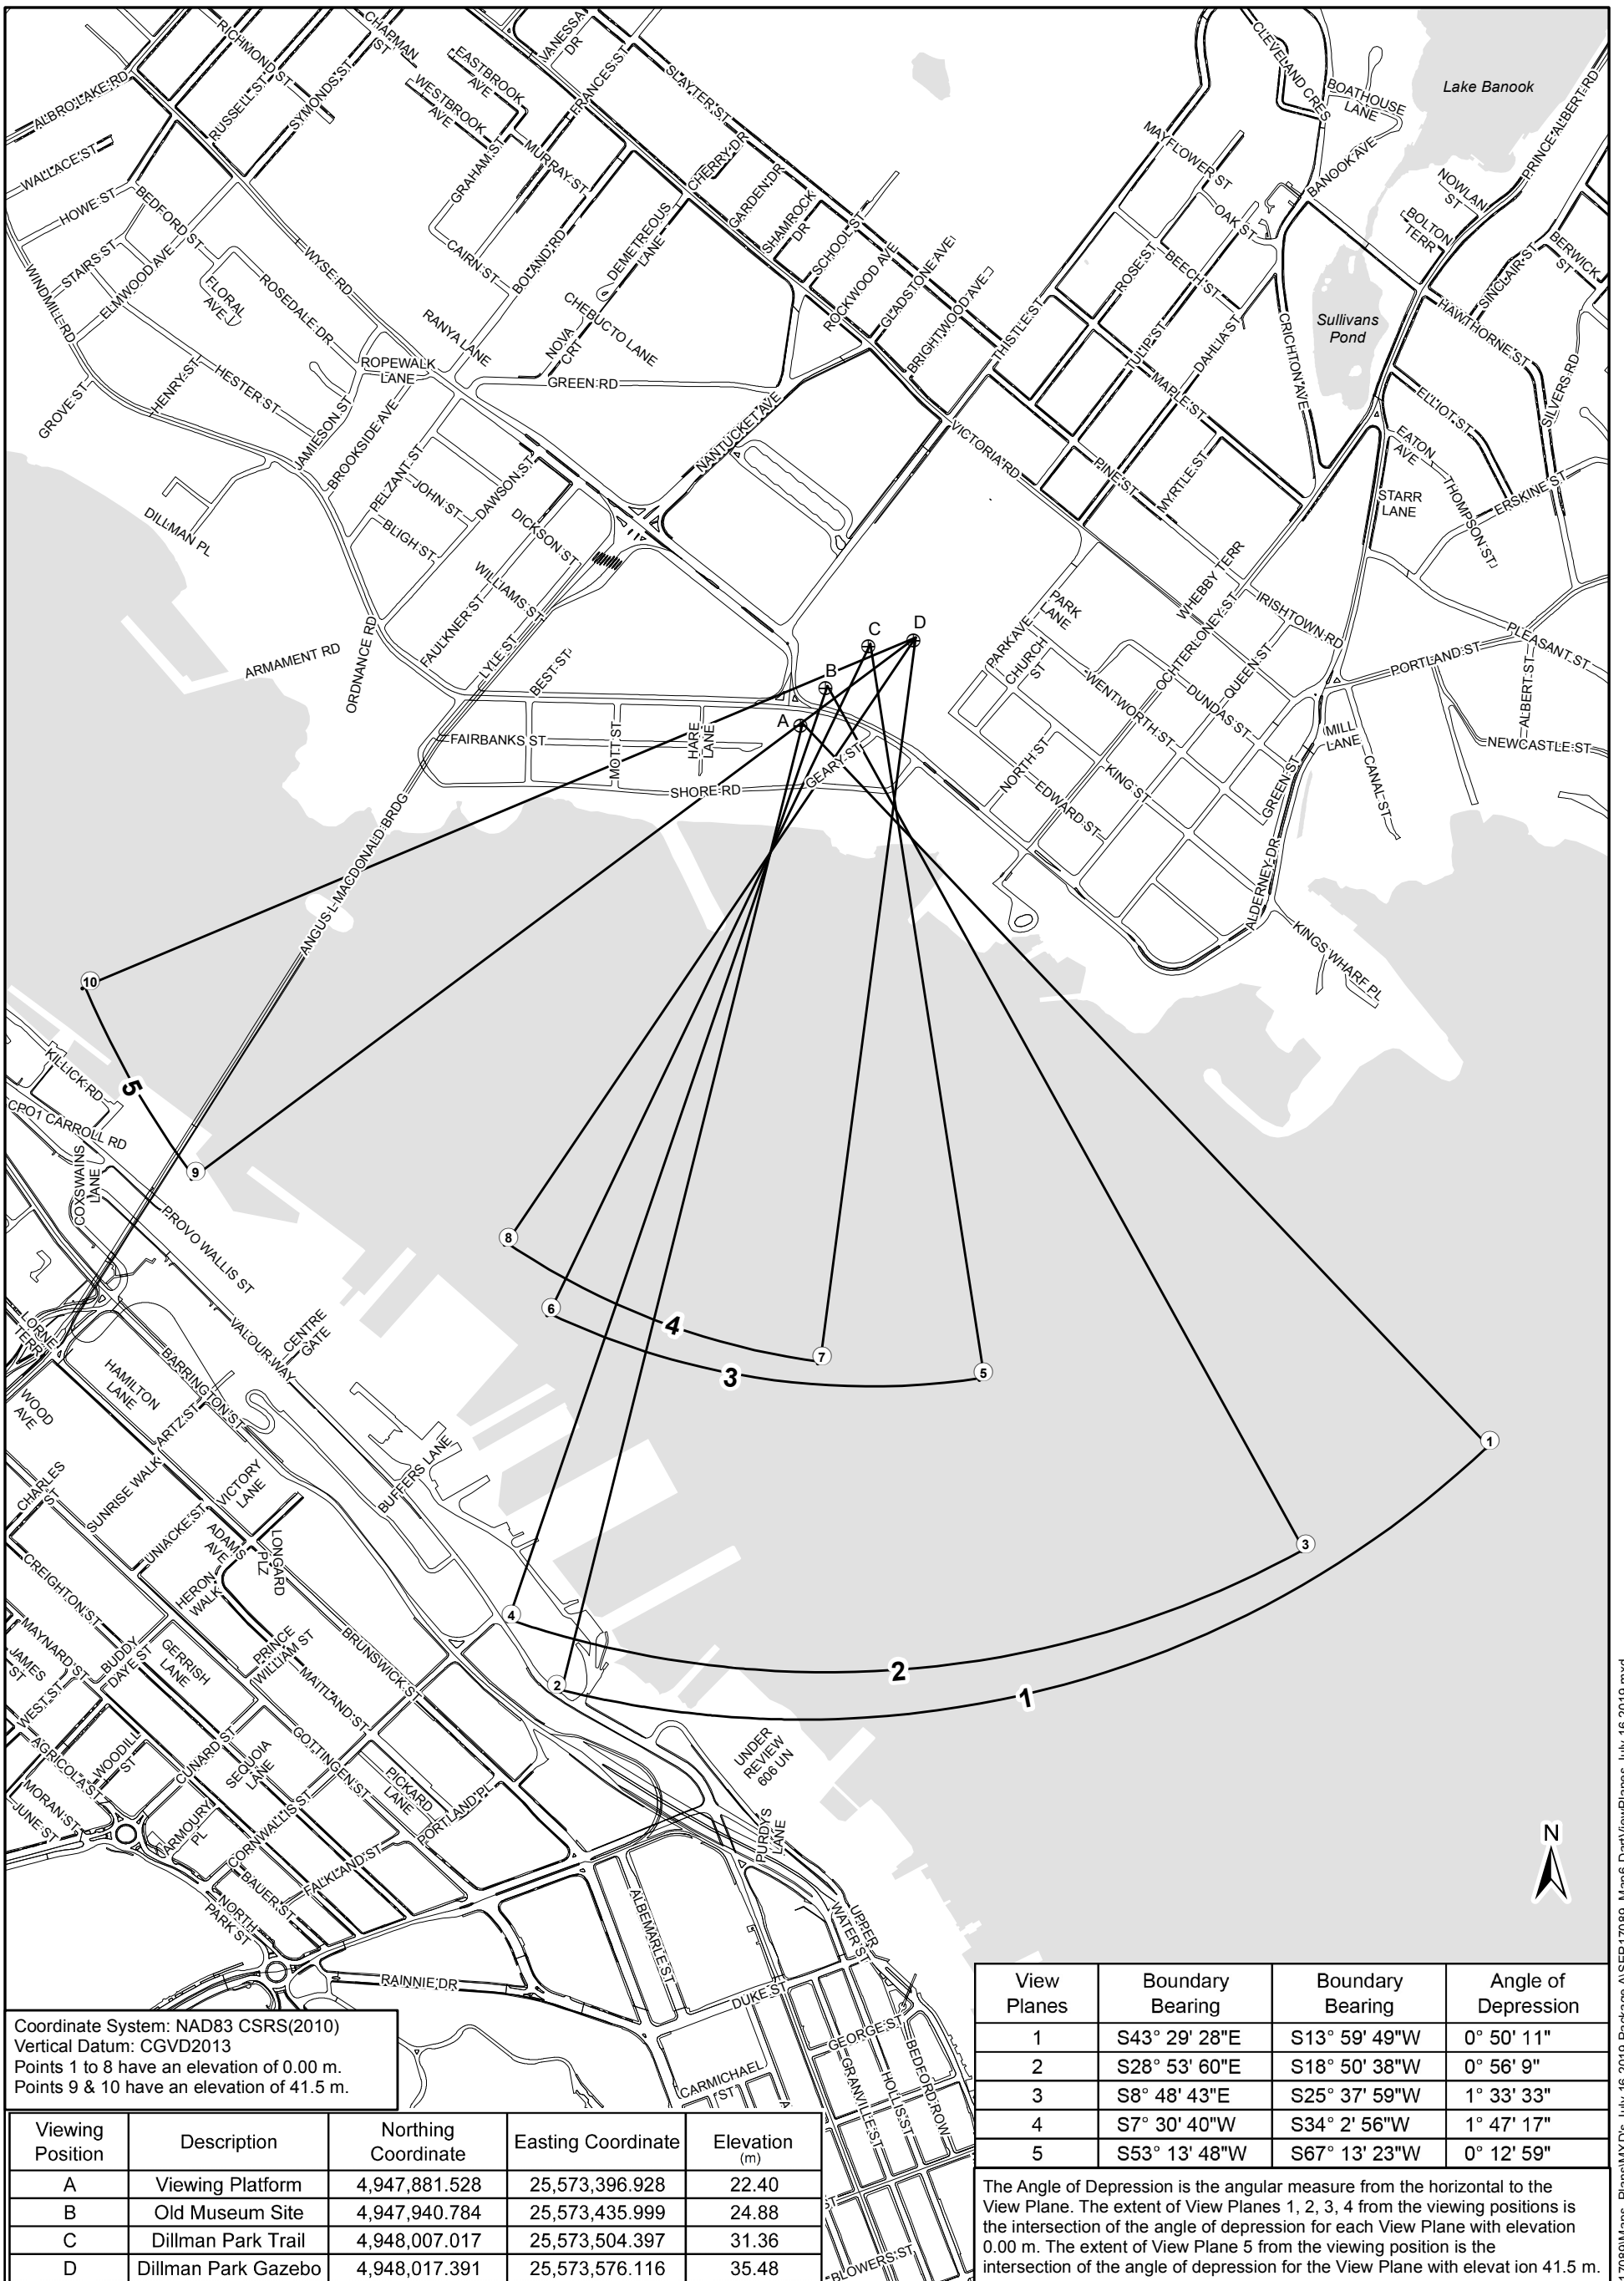 RICHMOND ST
CHAPMAN
ST
VANESSA
DR
EASTBROOK
AVE
WESTBROOK
AVE
FRANCES ST
SLAYTER ST
CLEVELAND CRES
BOATHOUSE
LANE
Lake Banook
PRINCE ALBERT RD
ALBRO LAKE RD
RUSSELL ST
SYMONDS ST
WALLACE ST
HOWE ST
BEDFORD ST
GRAHAM ST
MURRAY ST
CHERRY DR
GARDEN DR
SHAMROCK
DR
SCHOOL ST
MAYFLOWER ST
BANOOK AVE
OAK ST
NOWLAN
ST
BOLTON
TERR
SINCLAIR ST
BERWICK
ST
STAIRS ST
ELMWOOD AVE
WINDMILL RD
FLORAL
AVE
ROSEDALE DR
WYSE RD
CAIRN ST
BOLAND RD
DEMETREOUS
LANE
CHEBUCTO LANE
RANYA LANE
NOVA
CRT
ROCKWOOD AVE
GLADSTONE AVE
BRIGHTWOOD AVE
THISTLE ST
ROSE ST
BEECH ST
TULIP ST
DAHLIA ST
CRICHTON AVE
Sullivans
Pond
HAWTHORNE ST
SILVERS RD
ROPEWALK
LANE
GREEN RD
GROVE ST
HENRY ST
HESTER ST
JAMIESON ST
BROOKSIDE AVE
NANTUCKET AVE
VICTORIA RD
MAPLE ST
ELLIOT ST
EATON
AVE
THOMPSON ST
ERSKINE ST
PELZANT ST
JOHN ST
DAWSON ST
BLIGH ST
DICKSON ST
WILLIAMS ST
PINE ST
MYRTLE ST
STARR
LANE
DILLMAN PL
ARMAMENT RD
ORDNANCE RD
FAULKNER ST
LYLE ST
BEST ST
C
D
B
A
PARK
LANE
PARK AVE
CHURCH
ST
WHEBBY TERR
OCHTERLONEY ST
IRISHTOWN RD
QUEEN ST
DUNDAS ST
WENTWORTH ST
PORTLAND ST
PLEASANT ST
ALBERT ST
NEWCASTLE ST
MILL
LANE
CANAL ST
FAIRBANKS ST
MOTT ST
HARE
LANE
GEARY ST
SHORE RD
NORTH ST
EDWARD ST
KING ST
GREEN ST
ALDERNEY DR
KINGS WHARF PL
ANGUS L MACDONALD BRDG
10
5
9
KILLICK RD
CPO1 CARROLL RD
COXSWAINS
LANE
PROVO WALLIS ST
8
6
4
7
3
5
1
3
4
2
2
1
LORNE
TERR
VALOUR WAY
CENTRE
GATE
BARRINGTON ST
HAMILTON
LANE
WOOD
AVE
ARTZ ST
SUNRISE WALK
VICTORY
LANE
BUFFERS LANE
CHARLES
ST
UNIACKE ST
ADAMS
AVE
LONGARD
PLZ
HERON
WALK
CREIGHTON ST
MAYNARD ST
JAMES
ST
WEST ST
BUDDY
DAYE ST
GERRISH
LANE
PRINCE
WILLIAM ST
MAITLAND ST
BRUNSWICK ST
AGRICOLA ST
WOODILL
ST
CUNARD ST
SEQUOIA
LANE
GOTTINGEN ST
PICKARD
LANE
PORTLAND PL
UNDER
REVIEW
606 UN
PURDYS
LANE
MORAN ST
JUNE ST
ARMOURY
PL
CORNWALLIS ST
BAUER ST
FALKLAND ST
NORTH
PARK ST
RAINNIE DR
ALBEMARLE ST
UPPER
WATER ST
DUKE ST
GEORGE ST
BEDFORD ROW
HOLLIS ST
GRANVILLE ST
CARMICHAEL
ST
BLOWERS ST
N
Coordinate System: NAD83 CSRS(2010)
Vertical Datum: CGVD2013
Points 1 to 8 have an elevation of 0.00 m.
Points 9 & 10 have an elevation of 41.5 m.
Viewing Position | Description | Northing Coordinate | Easting Coordinate | Elevation (m)
A | Viewing Platform | 4,947,881.528 | 25,573,396.928 | 22.40
B | Old Museum Site | 4,947,940.784 | 25,573,435.999 | 24.88
C | Dillman Park Trail | 4,948,007.017 | 25,573,504.397 | 31.36
D | Dillman Park Gazebo | 4,948,017.391 | 25,573,576.116 | 35.48
View Planes | Boundary Bearing | Boundary Bearing | Angle of Depression
1 | S43° 29' 28"E | S13° 59' 49"W | 0° 50' 11"
2 | S28° 53' 60"E | S18° 50' 38"W | 0° 56' 9"
3 | S8° 48' 43"E | S25° 37' 59"W | 1° 33' 33"
4 | S7° 30' 40"W | S34° 2' 56"W | 1° 47' 17"
5 | S53° 13' 48"W | S67° 13' 23"W | 0° 12' 59"
The Angle of Depression is the angular measure from the horizontal to the
View Plane. The extent of View Planes 1, 2, 3, 4 from the viewing positions is
the intersection of the angle of depression for each View Plane with elevation
0.00 m. The extent of View Plane 5 from the viewing position is the
intersection of the angle of depression for the View Plane with elevat ion 41.5 m.